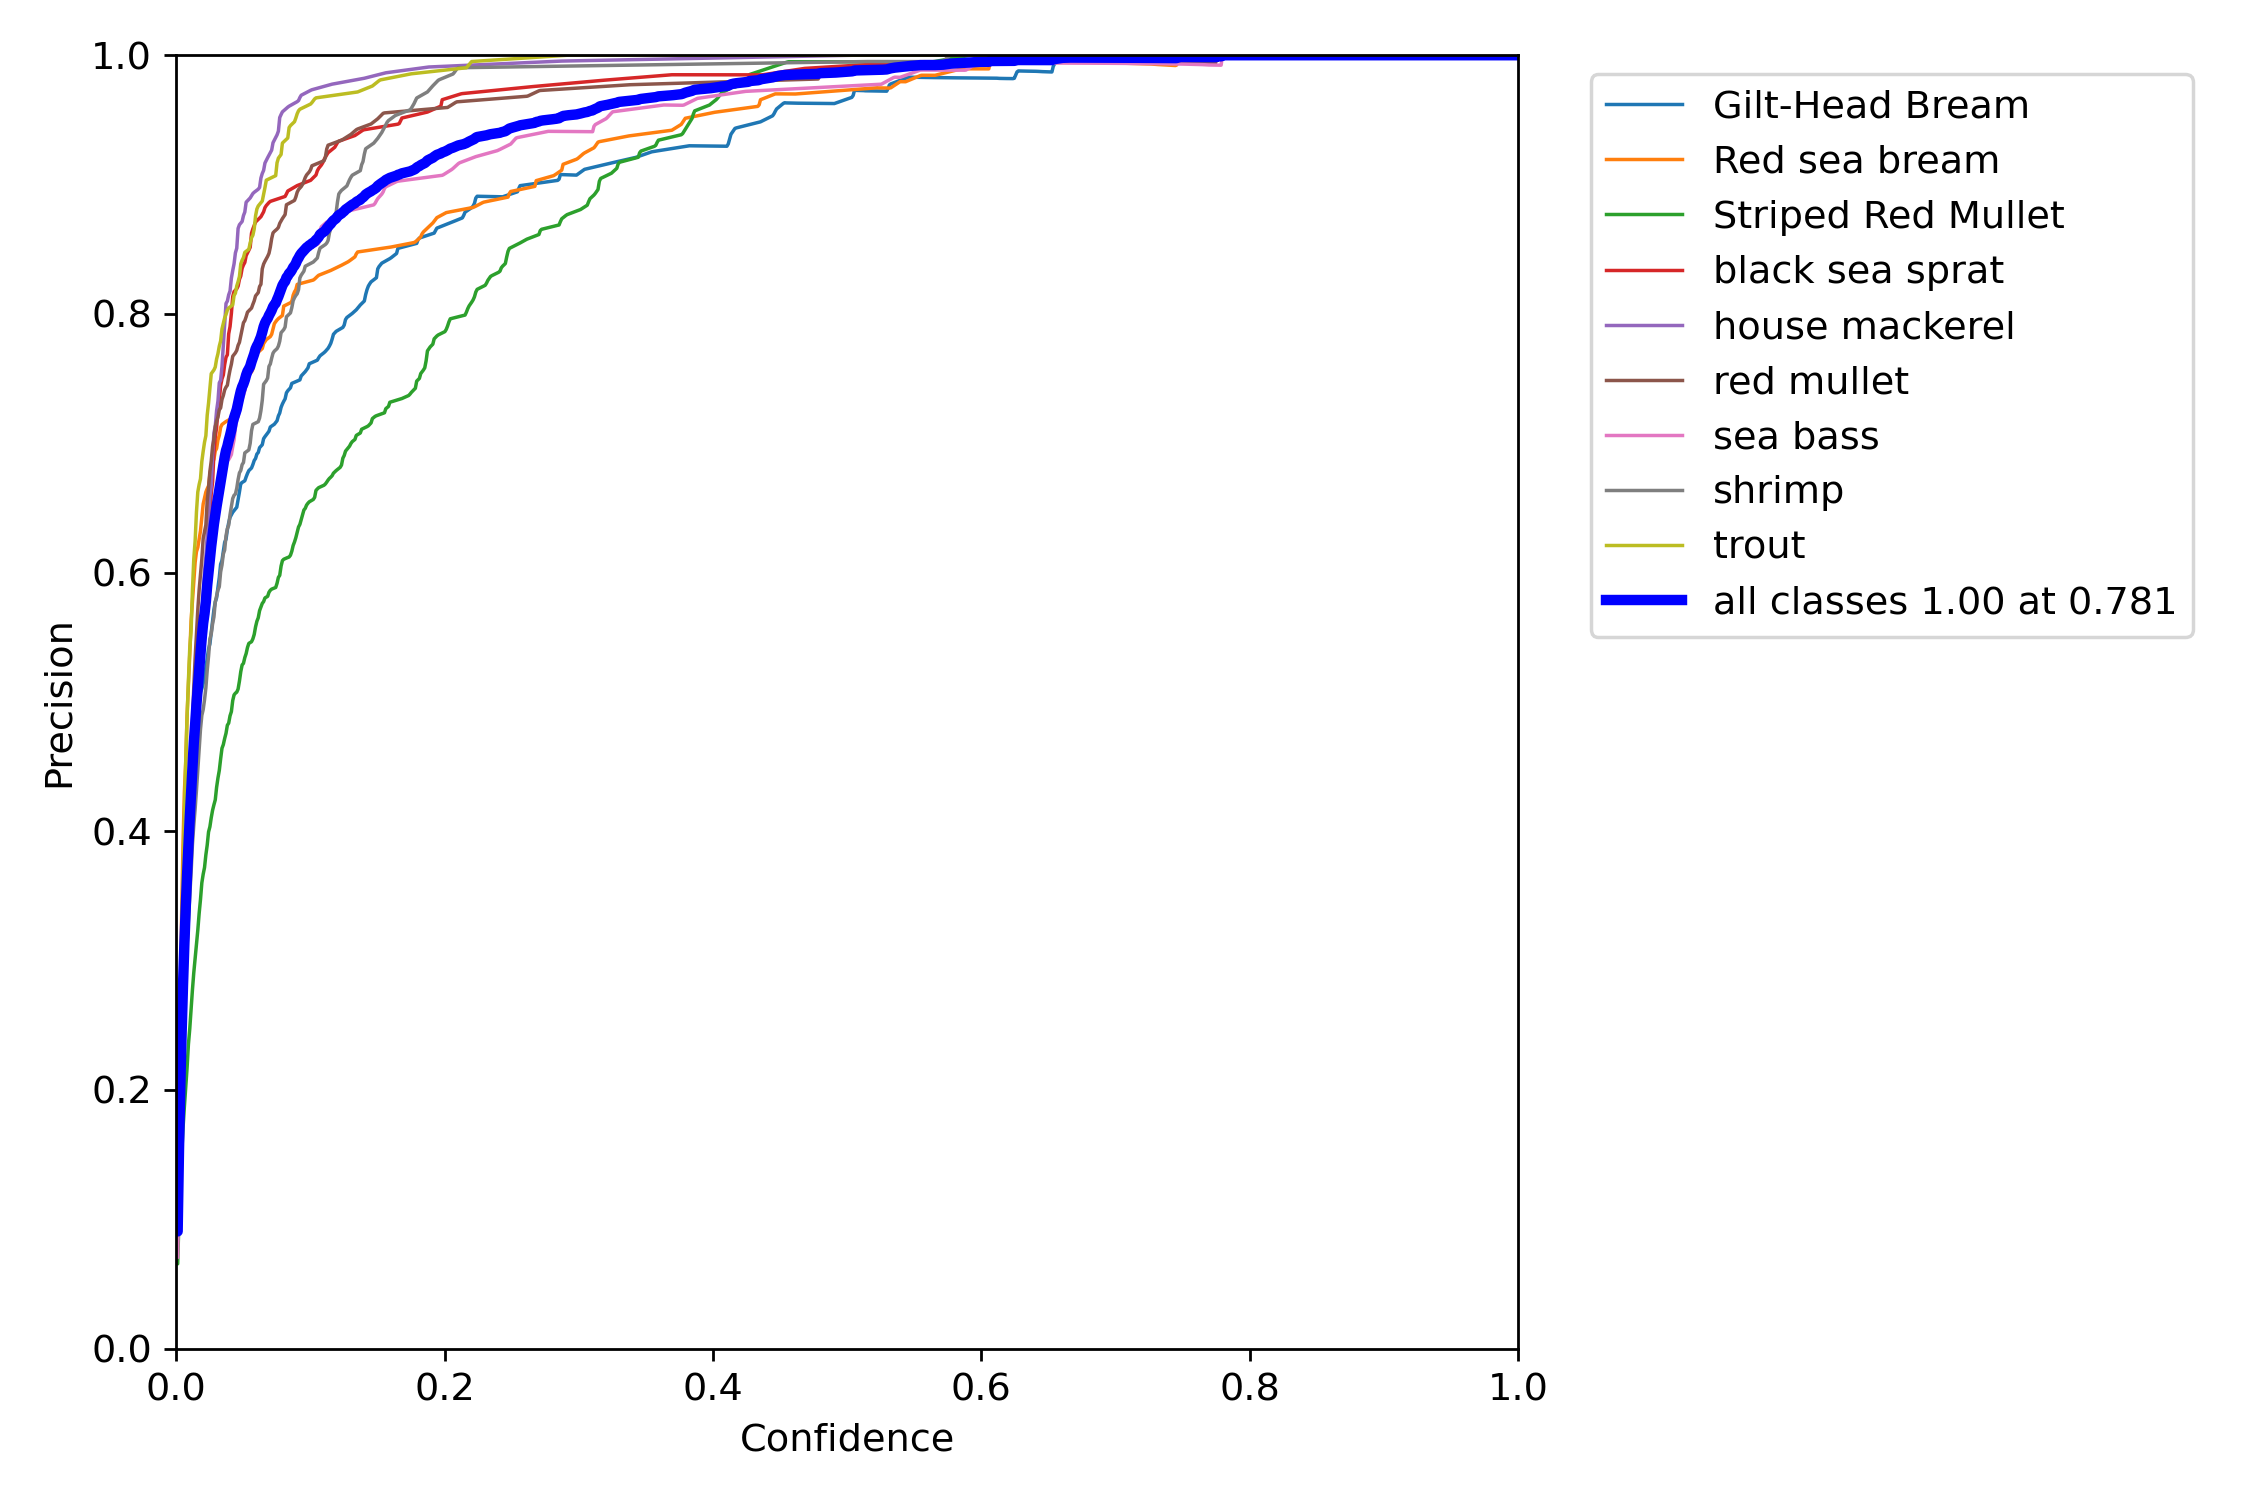 1.0
0.8
0.6
0.4
0.2
0.0
Precision
0.0 0.2 0.4 0.6 0.8 1.0
Confidence
Gilt-Head Bream
Red sea bream
Striped Red Mullet
black sea sprat
house mackerel
red mullet
sea bass
shrimp
trout
all classes 1.00 at 0.781